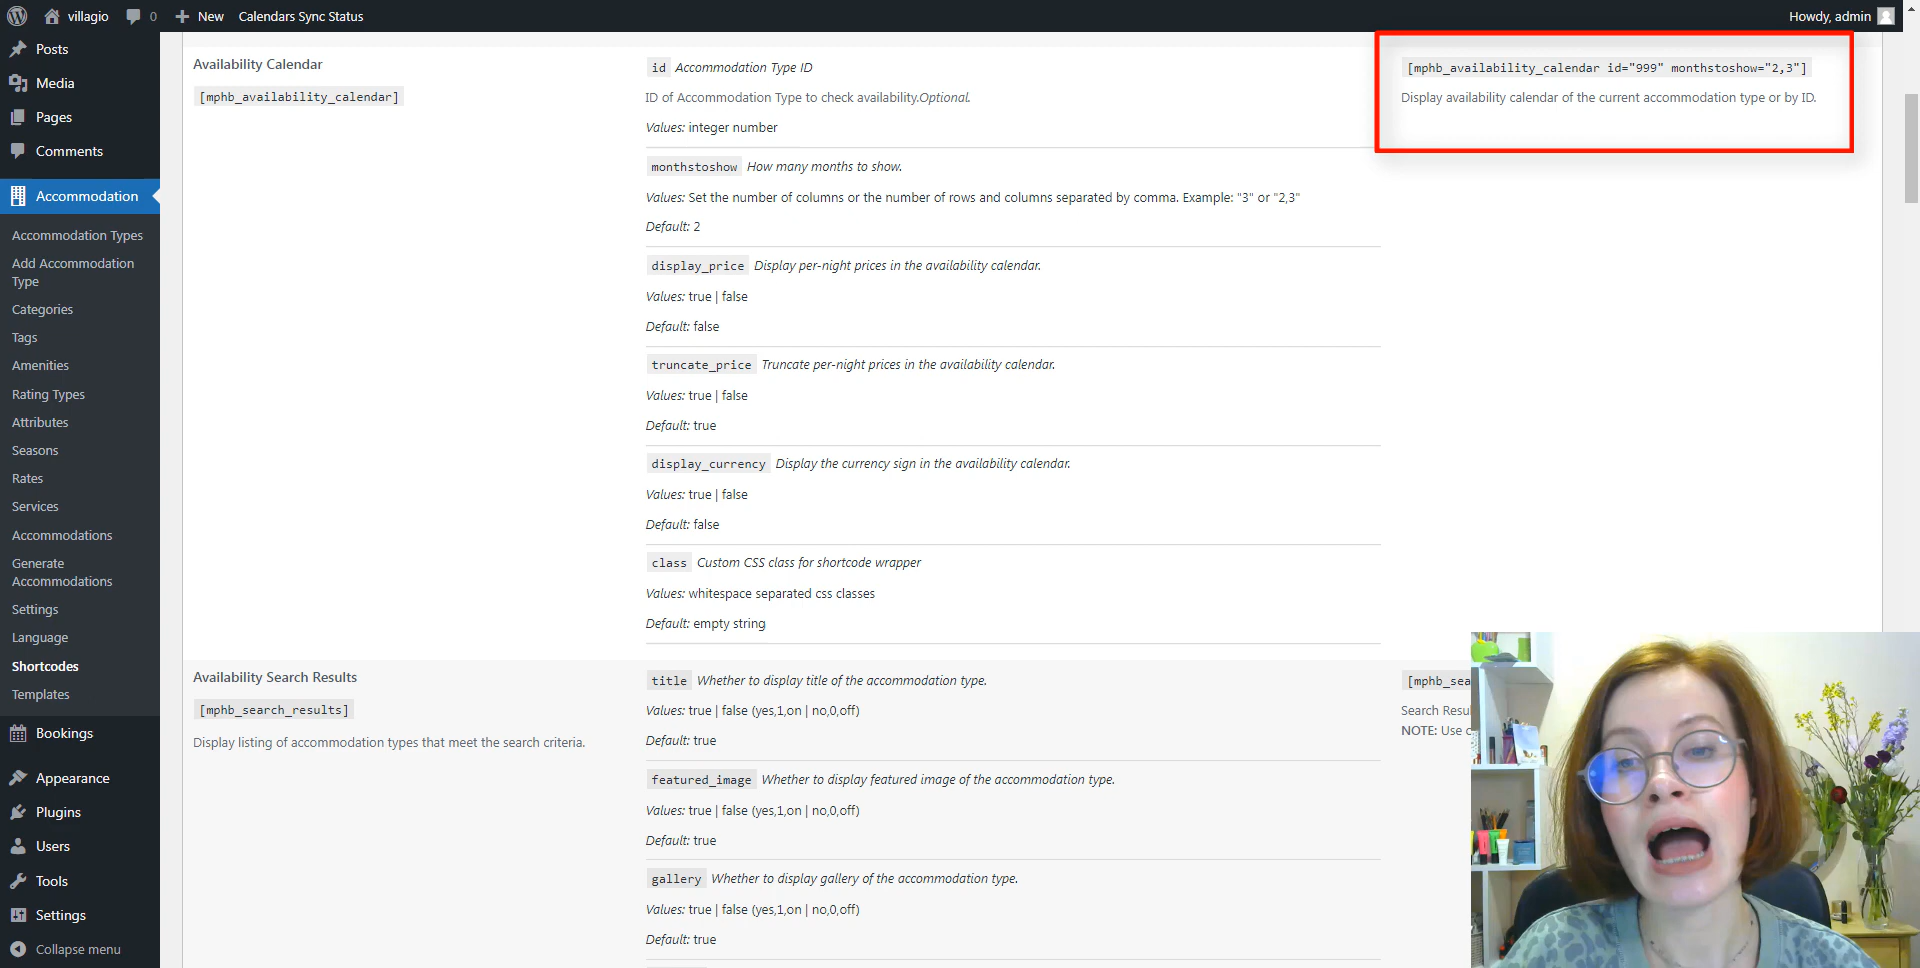 villagio
0
New
Calendars Sync Status
Howdy, admin
Posts
Media
Pages
Comments
Accommodation
Accommodation Types
Add Accommodation
Type
Categories
Tags
Amenities
Rating Types
Attributes
Seasons
Rates
Services
Accommodations
Generate
Accommodations
Settings
Language
Shortcodes
Templates
Bookings
Appearance
Plugins
Users
Tools
Settings
Collapse menu
Availability Calendar
[mphb_availability_calendar]
id Accommodation Type ID
ID of Accommodation Type to check availability.Optional.
Values: integer number
monthstoshow How many months to show.
Values: Set the number of columns or the number of rows and columns separated by comma. Example: "3" or "2,3"
Default: 2
display_price Display per-night prices in the availability calendar.
Values: true | false
Default: false
truncate_price Truncate per-night prices in the availability calendar.
Values: true | false
Default: true
display_currency Display the currency sign in the availability calendar.
Values: true | false
Default: false
class Custom CSS class for shortcode wrapper
Values: whitespace separated css classes
Default: empty string
[mphb_availability_calendar id="999" monthstoshow="2,3"]
Display availability calendar of the current accommodation type or by ID.
Availability Search Results
[mphb_search_results]
Display listing of accommodation types that meet the search criteria.
title Whether to display title of the accommodation type.
Values: true | false (yes,1,on | no,0,off)
Default: true
featured_image Whether to display featured image of the accommodation type.
Values: true | false (yes,1,on | no,0,off)
Default: true
gallery Whether to display gallery of the accommodation type.
Values: true | false (yes,1,on | no,0,off)
Default: true
[mphb_sea
Search Resu
NOTE: Use